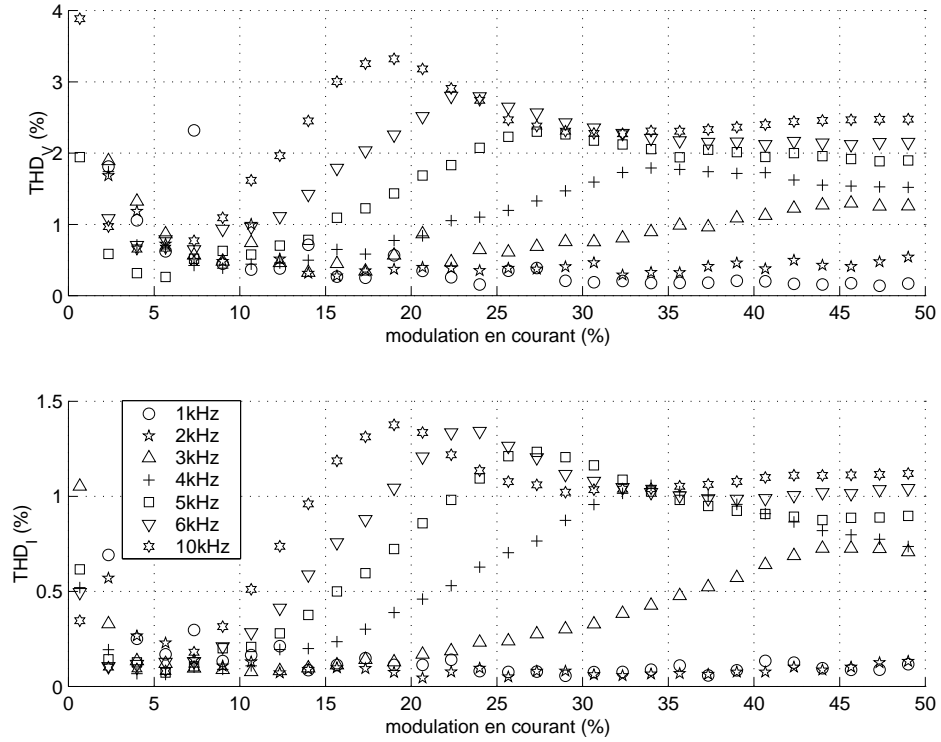 4
3
2
1
0
THD_V (%)
0 5 10 15 20 25 30 35 40 45 50
modulation en courant (%)
1.5
1
0.5
0
THD_I (%)
1kHz
2kHz
3kHz
4kHz
5kHz
6kHz
10kHz
0 5 10 15 20 25 30 35 40 45 50
modulation en courant (%)